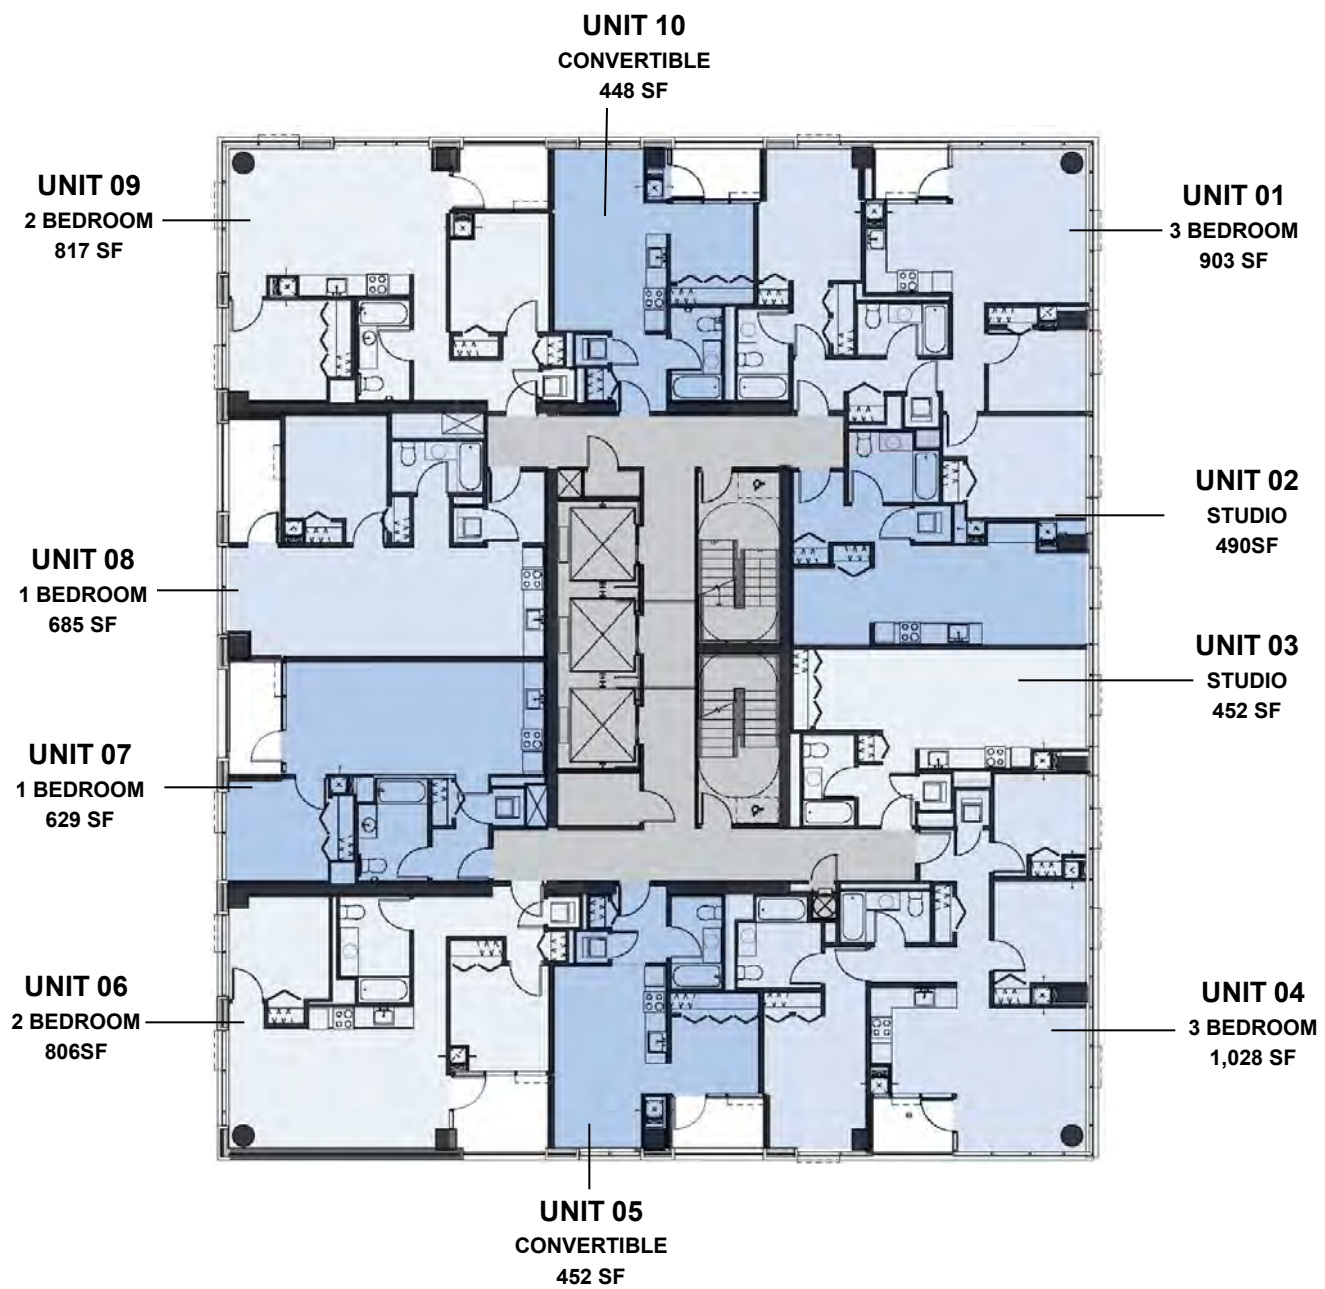 UNIT 10
CONVERTIBLE
448 SF
UNIT 09
2 BEDROOM
817 SF
UNIT 01
3 BEDROOM
903 SF
UNIT 02
STUDIO
490SF
UNIT 08
1 BEDROOM
685 SF
UNIT 03
STUDIO
452 SF
UNIT 07
1 BEDROOM
629 SF
UNIT 06
2 BEDROOM
806SF
UNIT 04
3 BEDROOM
1,028 SF
UNIT 05
CONVERTIBLE
452 SF